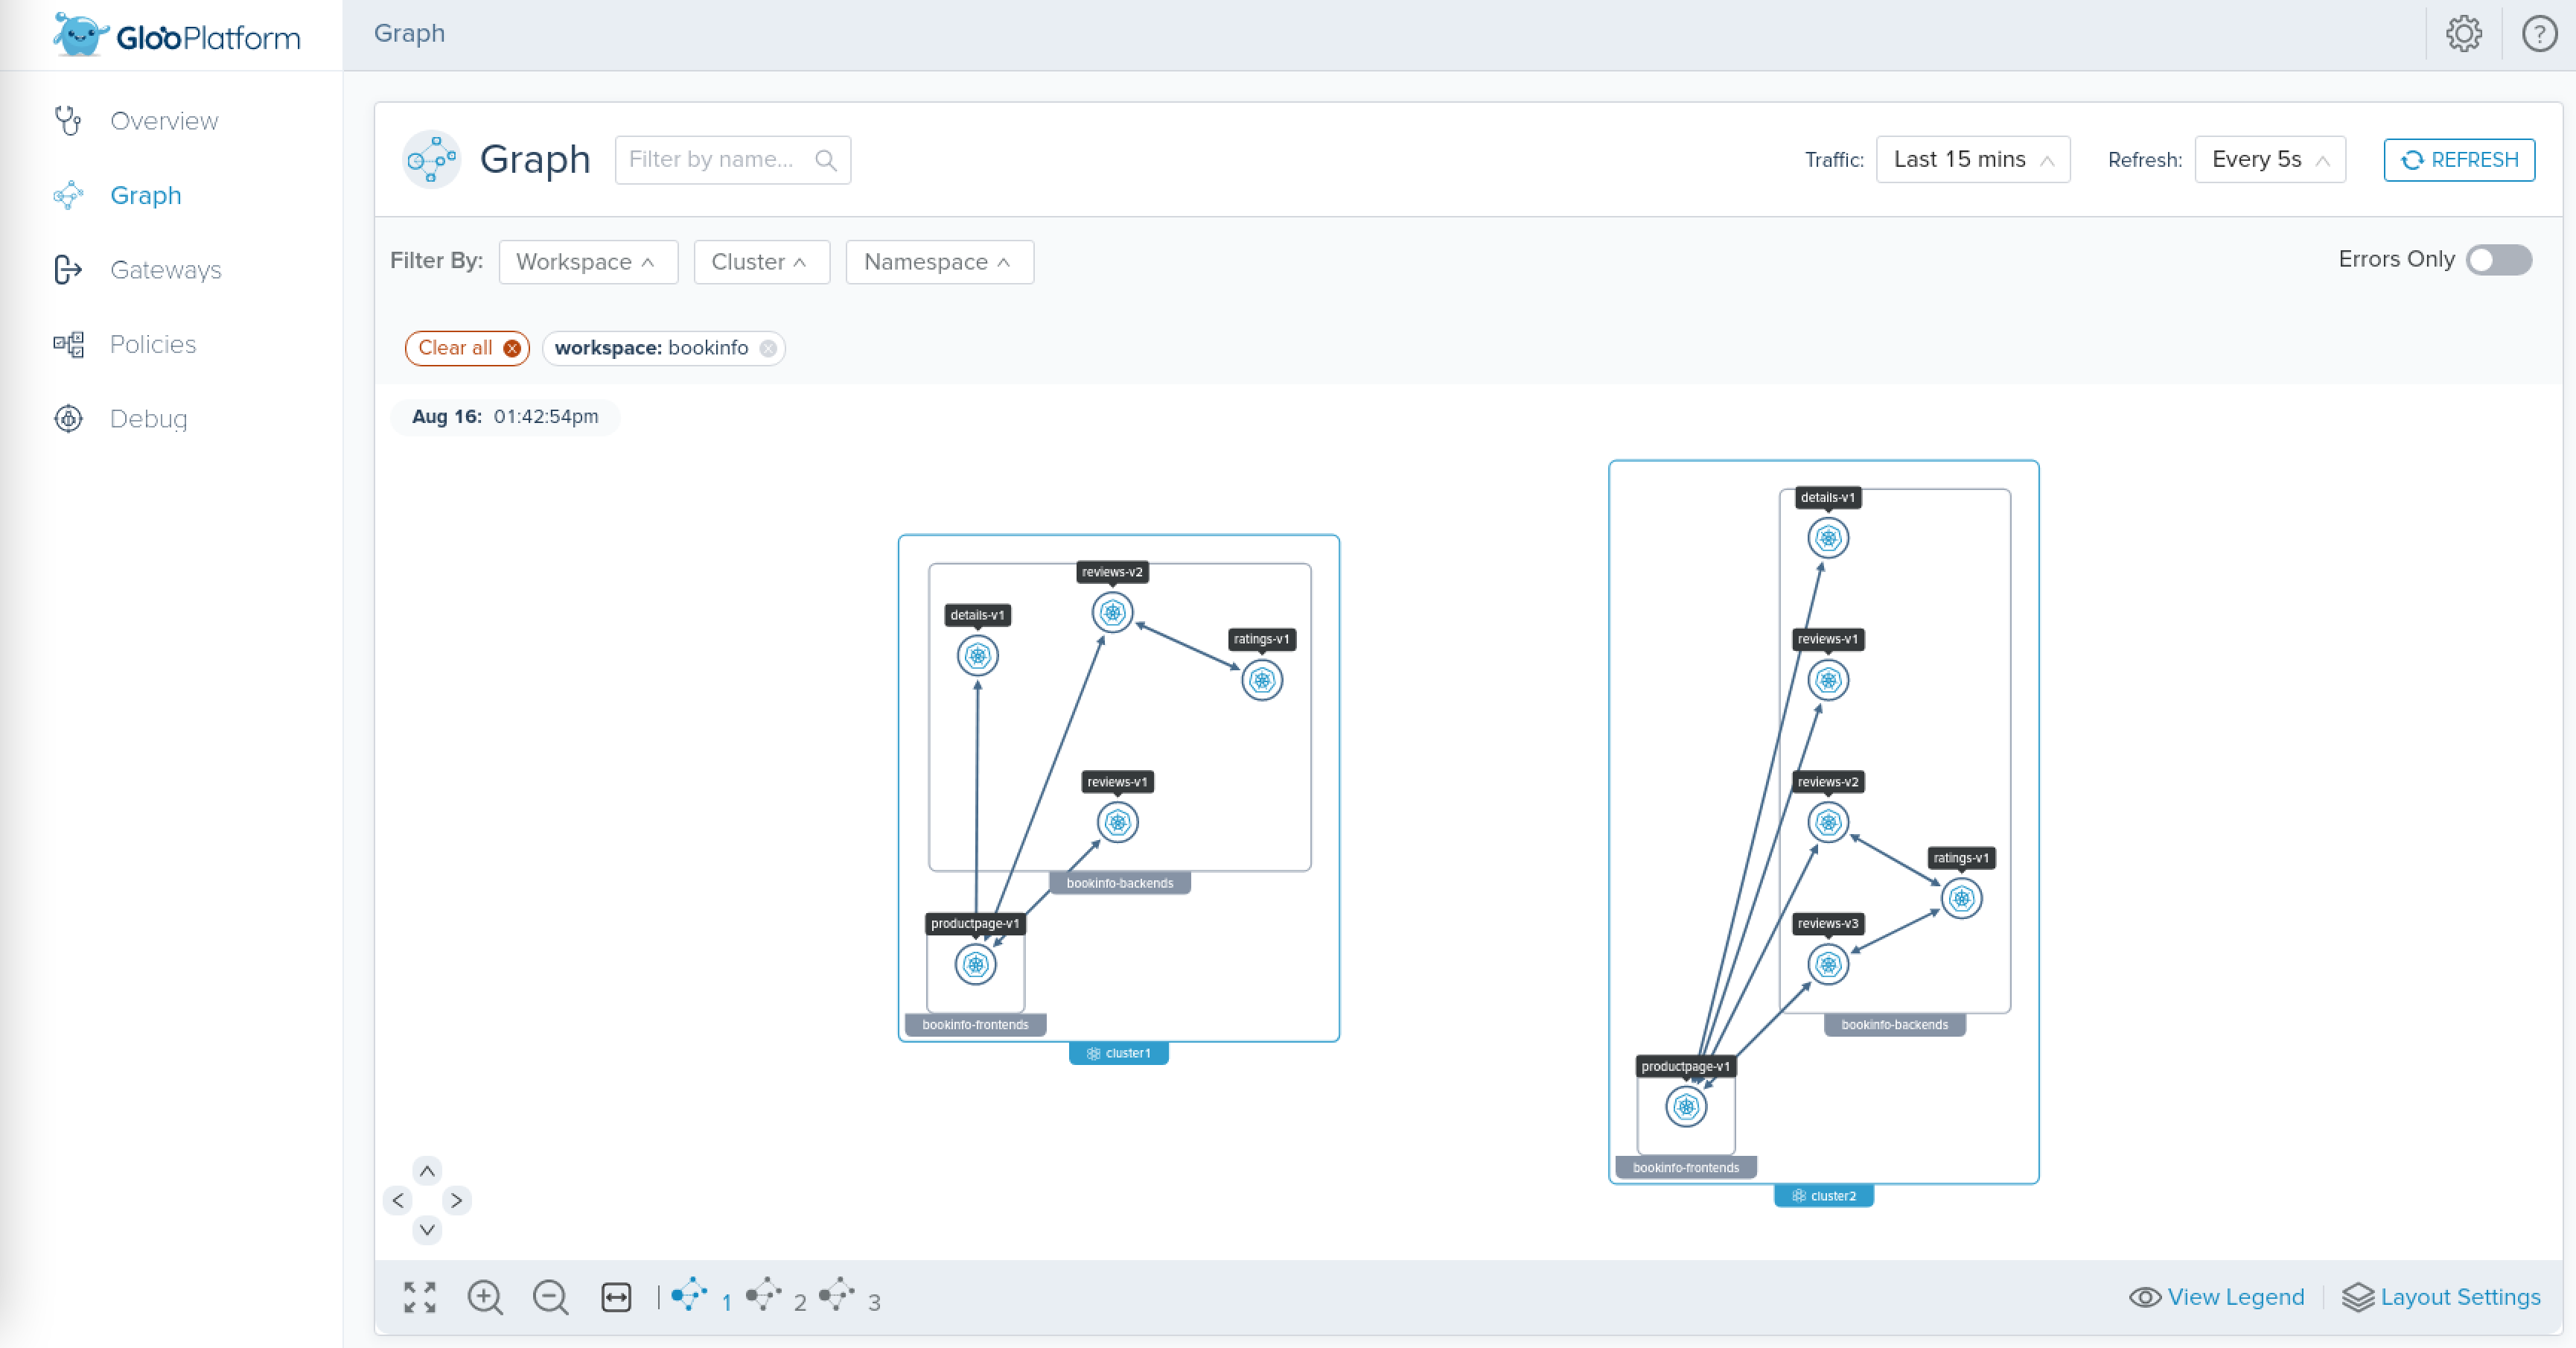 Gloo Platform
Graph
Overview
Graph
Gateways
Policies
Debug
Graph
Filter by name...
Traffic: Last 15 mins
Refresh: Every 5s
REFRESH
Filter By: Workspace Cluster Namespace
Errors Only
Clear all
workspace: bookinfo
Aug 16: 01:42:54pm
reviews-v2
details-v1
ratings-v1
reviews-v1
bookinfo-backends
productpage-v1
bookinfo-frontends
cluster1
details-v1
reviews-v1
reviews-v2
ratings-v1
reviews-v3
bookinfo-backends
productpage-v1
bookinfo-frontends
cluster2
1 2 3
View Legend
Layout Settings